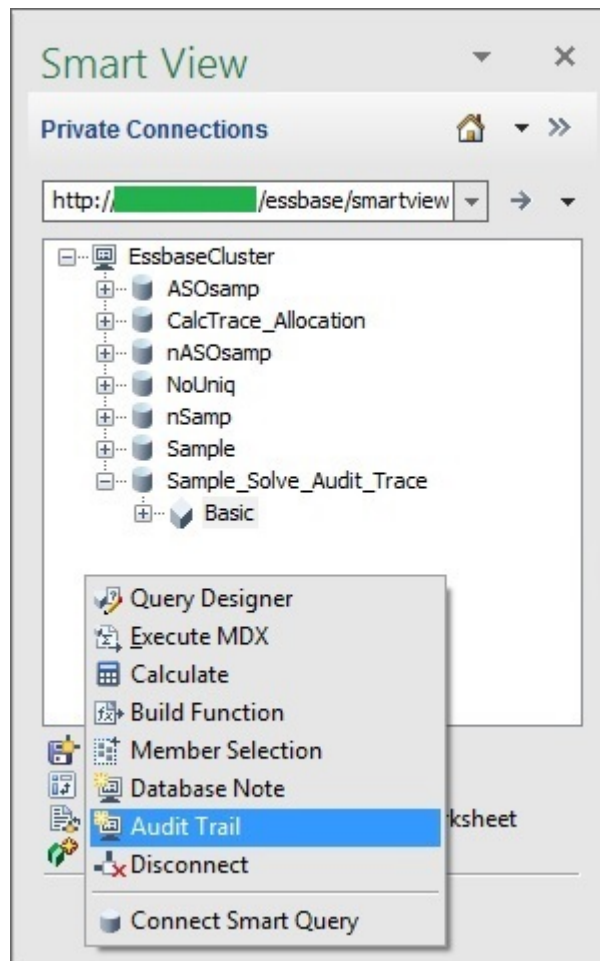 Smart View
Private Connections
http:// /essbase/smartview
EssbaseCluster
ASOsamp
CalcTrace_Allocation
nASOsamp
NoUniq
nSamp
Sample
Sample_Solve_Audit_Trace
Basic
Query Designer
Execute MDX
Calculate
Build Function
Member Selection
Database Note
Audit Trail
ksheet
Disconnect
Connect Smart Query